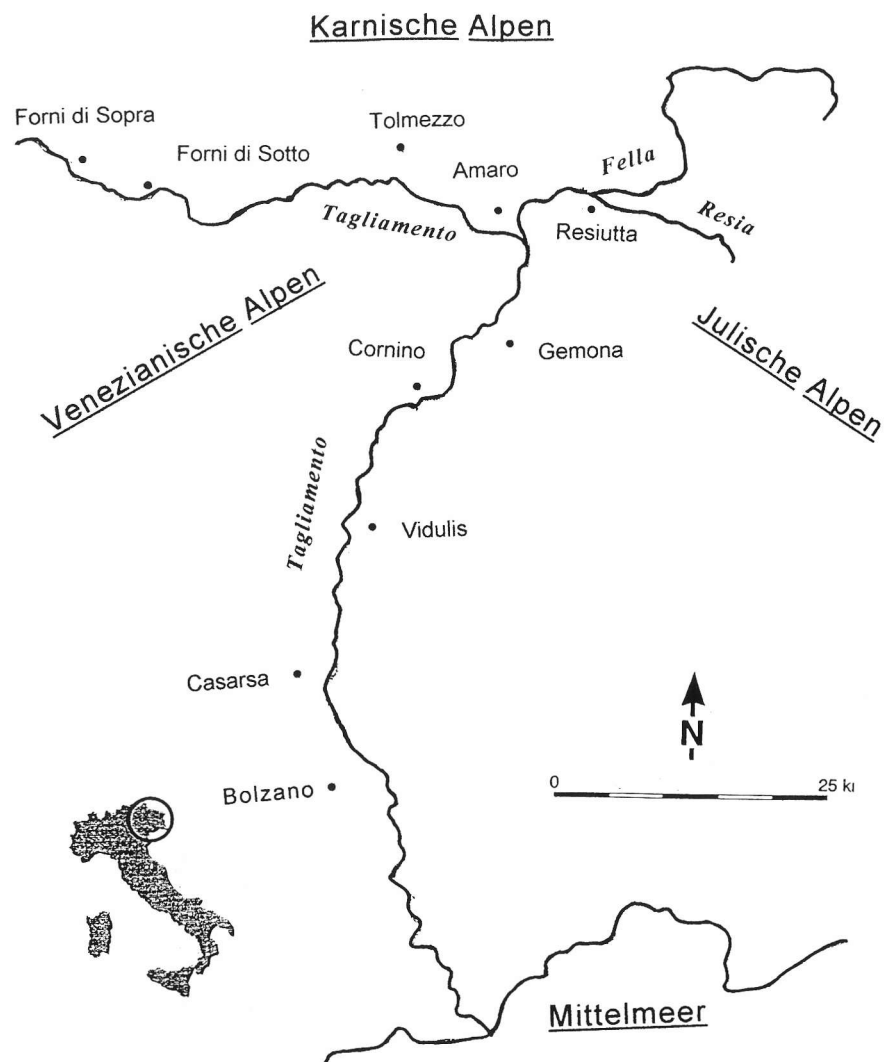 Karnische Alpen
Forni di Sopra
Forni di Sotto
Tolmezzo
Amaro
Fella
Resia
Resiutta
Tagliamento
Venezianische Alpen
Julische Alpen
Cornino
Gemona
Tagliamento
Vidulis
Casarsa
N
Bolzano
0
25 kı
Mittelmeer